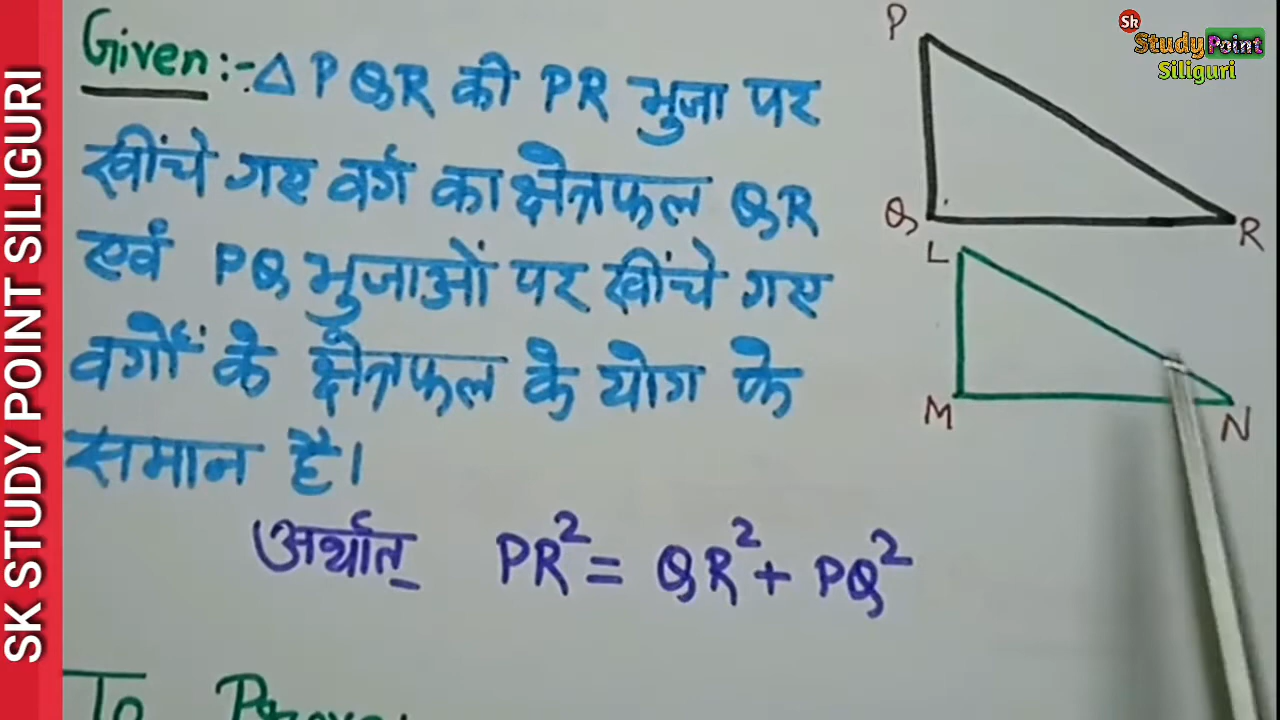 SK STUDY POINT SILIGURI
Sk
Study Point
Siliguri
Given :- △PQR की PR भुजा पर
खींचे गए वर्ग का क्षेत्रफल QR
एवं PQ भुजाओं पर खींचे गए
वर्गों के क्षेत्रफल के योग के
समान है।
अर्थात् PR² = QR² + PQ²
To Prove
P
Q
R
L
M
N